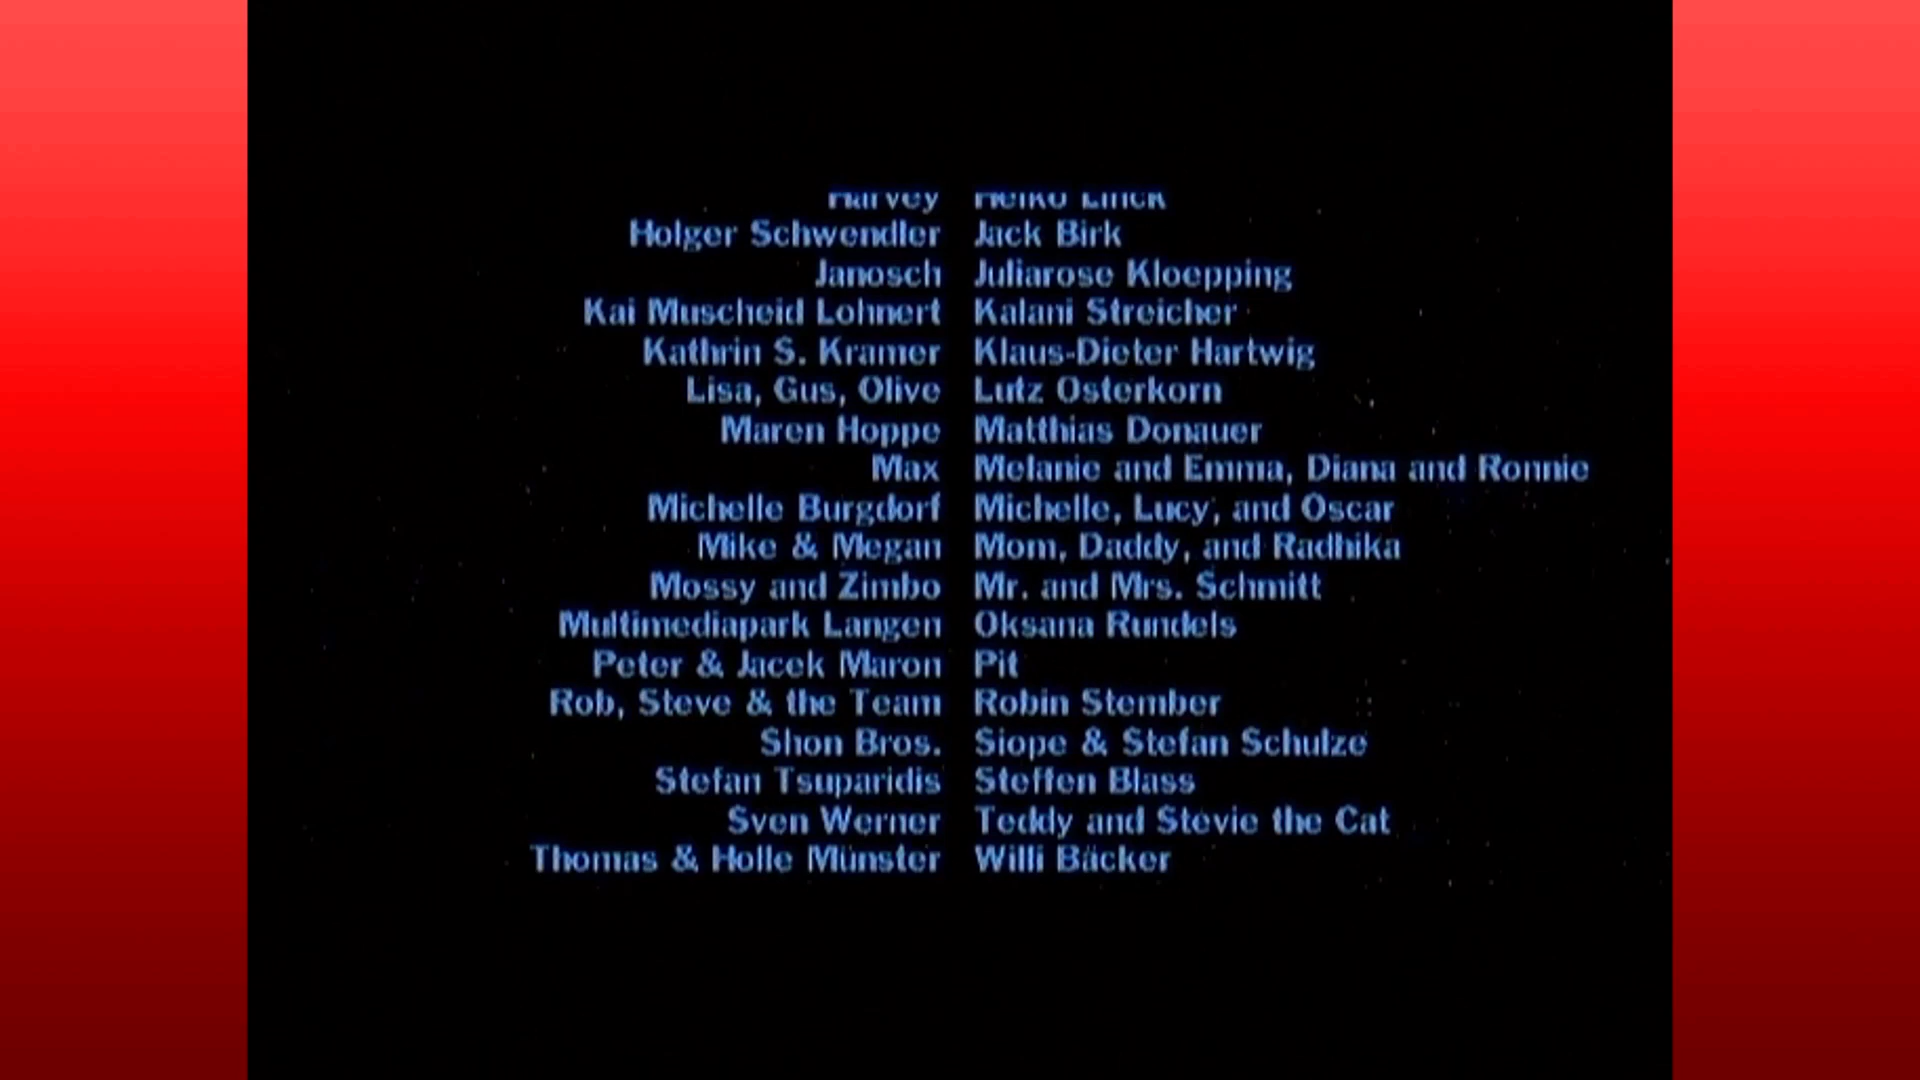 Harvey Heiko Linck
Holger Schwendler Jack Birk
Janosch Juliarose Kloepping
Kai Muscheid Lohnert Kalani Streicher
Kathrin S. Kramer Klaus-Dieter Hartwig
Lisa, Gus, Olive Lutz Osterkorn
Maren Hoppe Matthias Donauer
Max Melanie and Emma, Diana and Ronnie
Michelle Burgdorf Michelle, Lucy, and Oscar
Mike & Megan Mom, Daddy, and Radhika
Mossy and Zimbo Mr. and Mrs. Schmitt
Multimediapark Langen Oksana Rundels
Peter & Jacek Maron Pit
Rob, Steve & the Team Robin Stember
Shon Bros. Siope & Stefan Schulze
Stefan Tsuparidis Steffen Blass
Sven Werner Teddy and Stevie the Cat
Thomas & Holle Münster Willi Bäcker